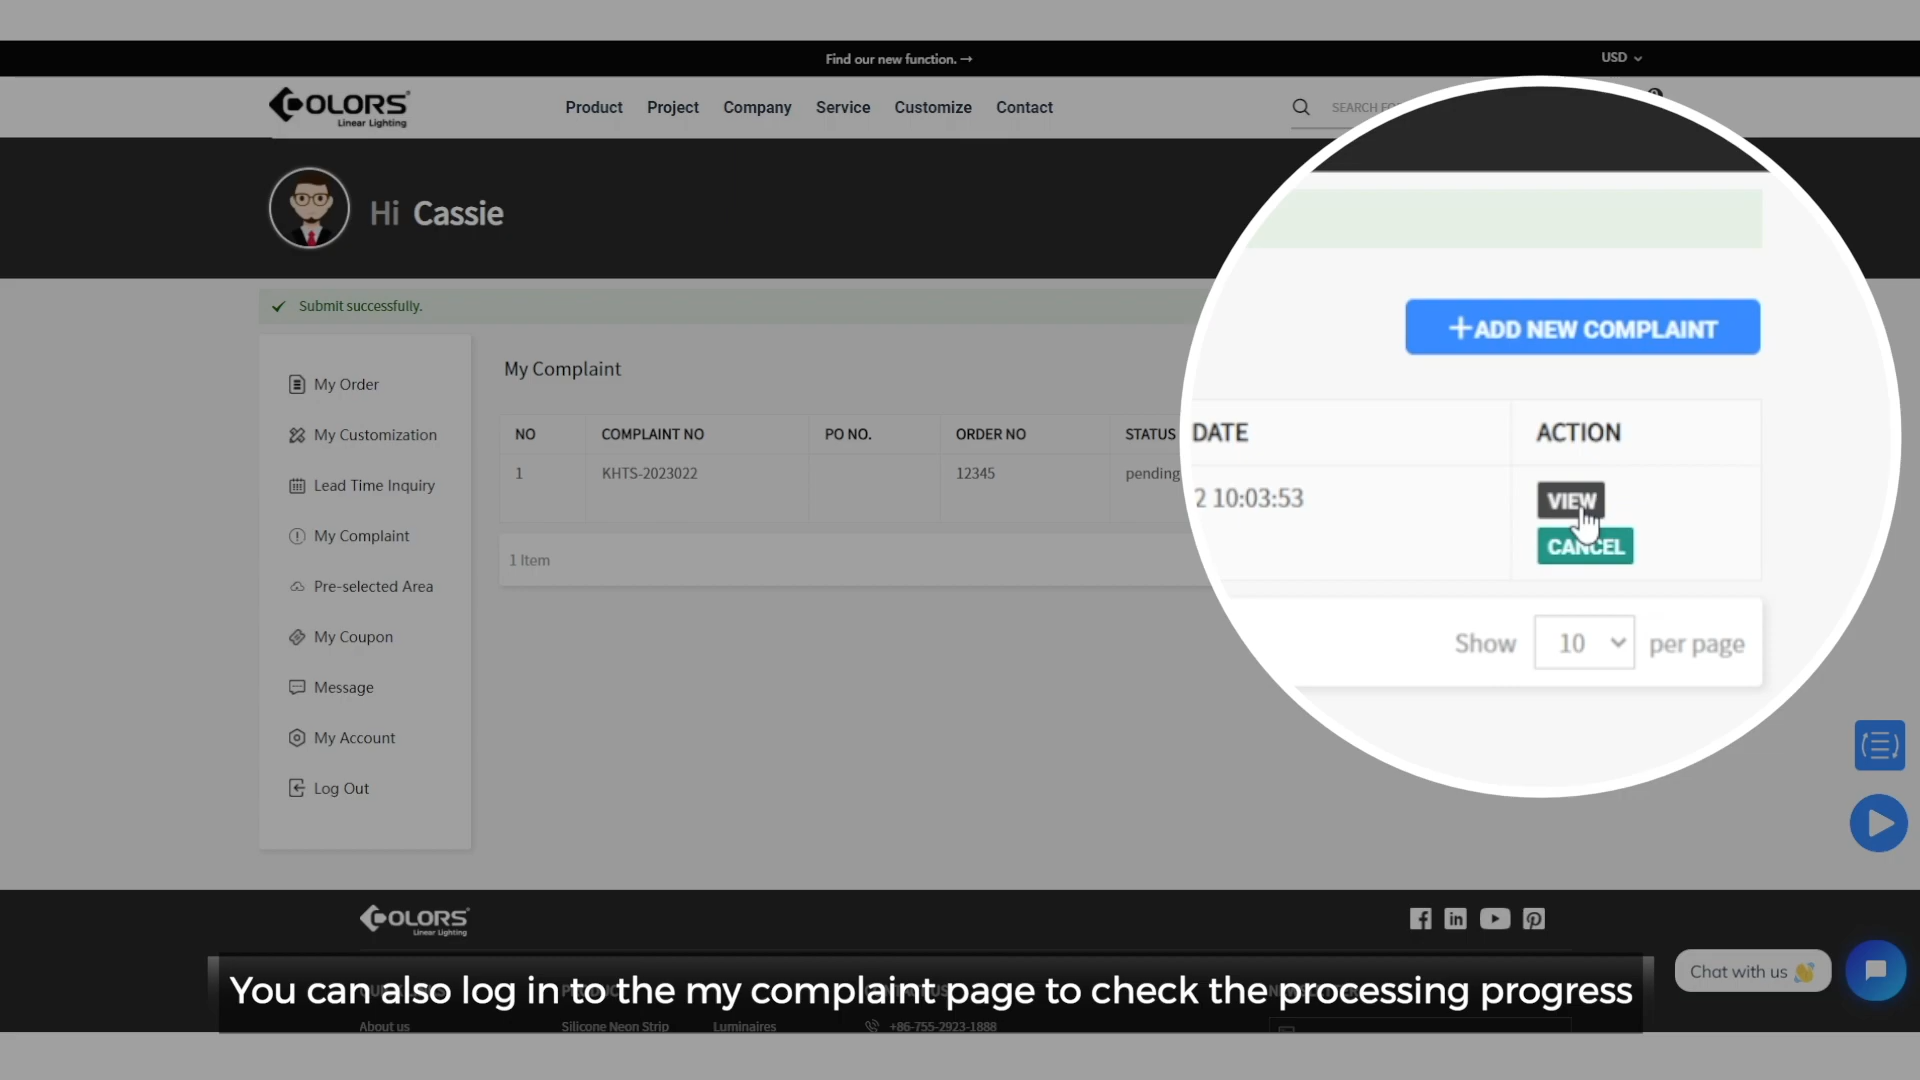 Find our new function. →
USD
COLORS
Linear Lighting
Product Project Company Service Customize Contact
SEARCH
Hi Cassie
Submit successfully.
+ADD NEW COMPLAINT
My Order
My Customization
Lead Time Inquiry
My Complaint
Pre-selected Area
My Coupon
Message
My Account
Log Out
My Complaint
NO COMPLAINT NO PO NO. ORDER NO STATUS DATE ACTION
1 KHTS-2023022 12345 pending 2 10:03:53 VIEW
CANCEL
1 Item
Show 10 per page
COLORS
Linear Lighting
Chat with us 👋
You can also log in to the my complaint page to check the processing progress
About us Silicone Neon Strip Luminaires +86-755-2923-1888